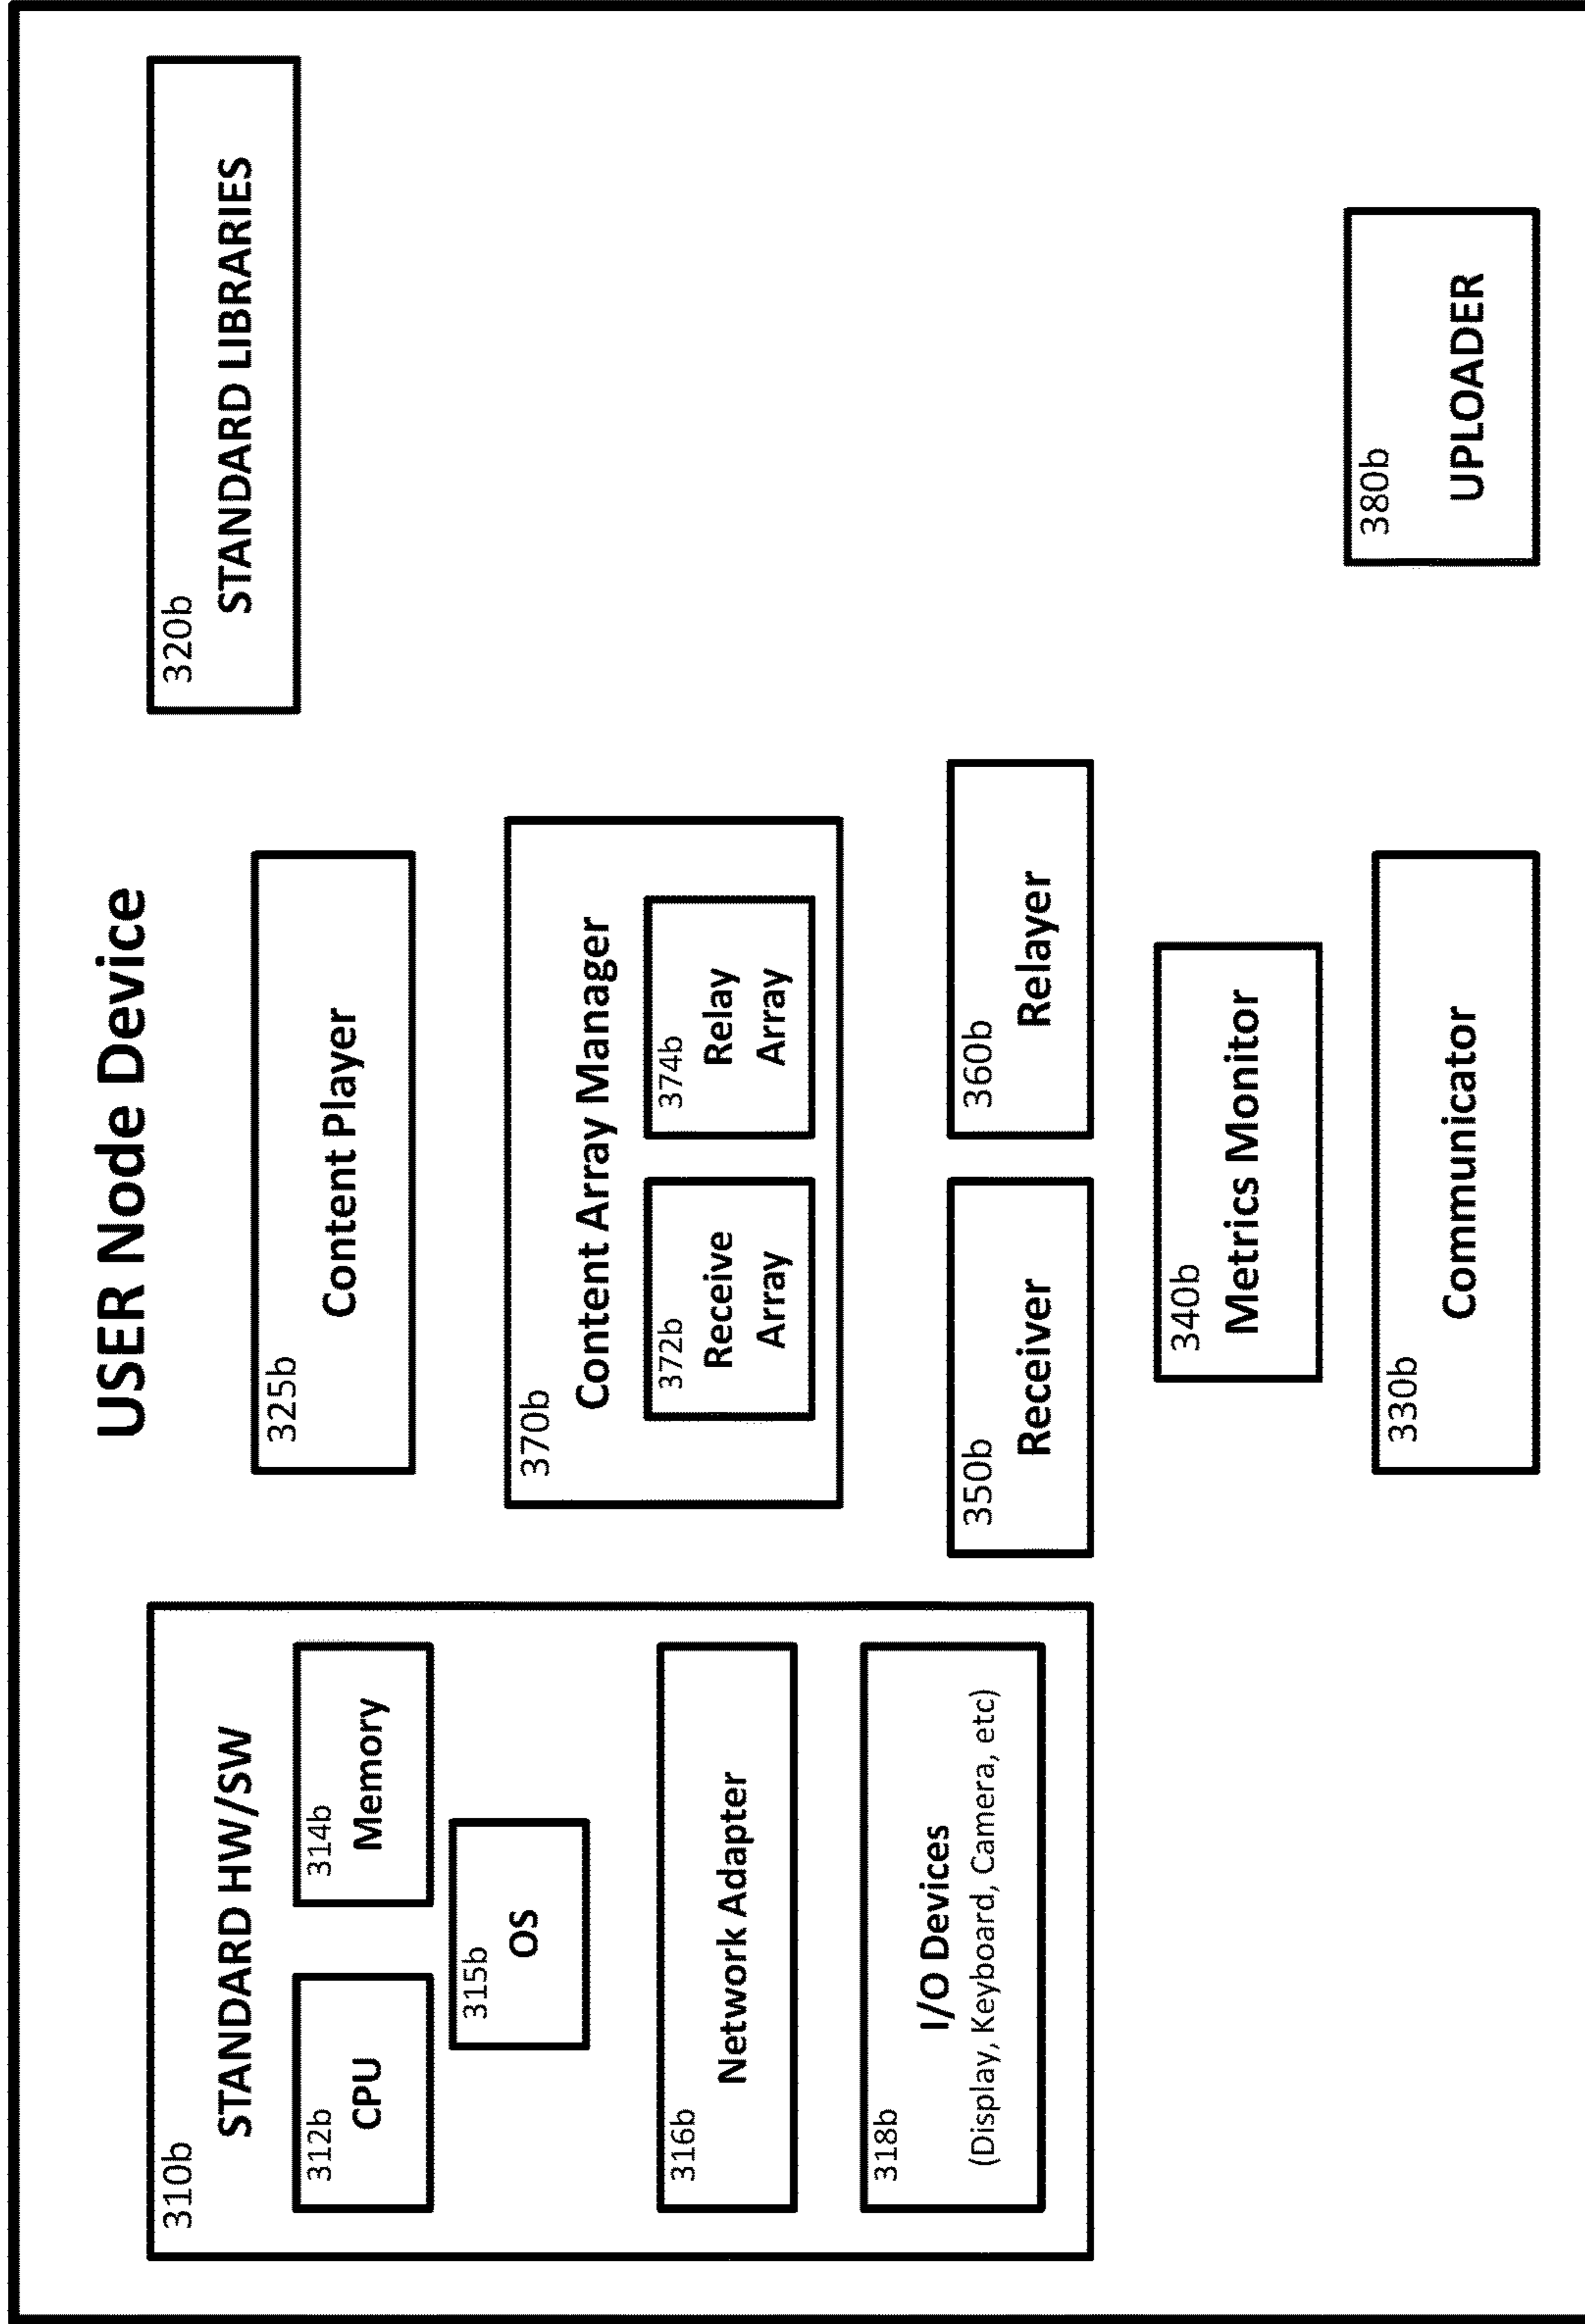 USER Node Device
310b
STANDARD HW/SW
312b
CPU
314b
Memory
315b
OS
316b
Network Adapter
318b
I/O Devices
(Display, Keyboard, Camera, etc)
325b
Content Player
370b
Content Array Manager
372b
Receive
Array
374b
Relay
Array
350b
Receiver
360b
Relayer
340b
Metrics Monitor
330b
Communicator
320b
STANDARD LIBRARIES
380b
UPLOADER